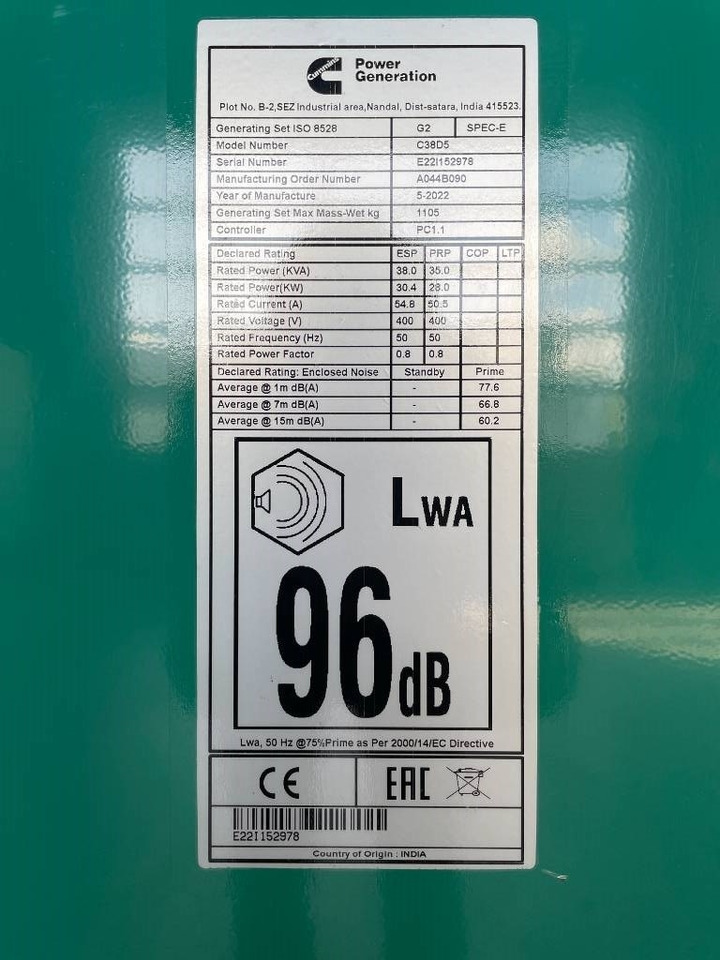 Cummins
Power
Generation
Plot No. B-2,SEZ Industrial area,Nandal, Dist-satara, India 415523.
Generating Set ISO 8528 G2 SPEC-E
Model Number C38D5
Serial Number E22I152978
Manufacturing Order Number A044B090
Year of Manufacture 5-2022
Generating Set Max Mass-Wet kg 1105
Controller PC1.1
Declared Rating ESP PRP COP LTP
Rated Power (KVA) 38.0 35.0
Rated Power(KW) 30.4 28.0
Rated Current (A) 54.8 50.5
Rated Voltage (V) 400 400
Rated Frequency (Hz) 50 50
Rated Power Factor 0.8 0.8
Declared Rating: Enclosed Noise Standby Prime
Average @ 1m dB(A) - 77.6
Average @ 7m dB(A) - 66.8
Average @ 15m dB(A) - 60.2
LWA
96dB
Lwa, 50 Hz @75%Prime as Per 2000/14/EC Directive
CE EAC
E22I152978
Country of Origin : INDIA